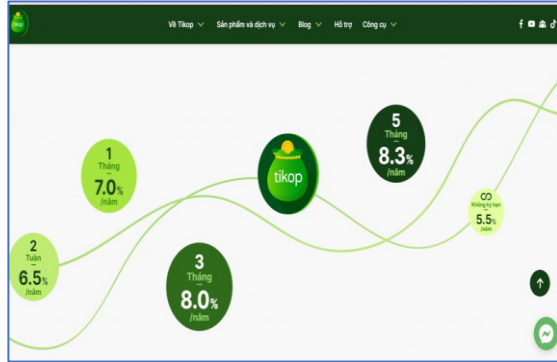 Về Tikop Sản phẩm và dịch vụ Blog Hỗ trợ Công cụ
1
Tháng
7.0%
/năm
5
Tháng
8.3%
/năm
tikop
∞
Không kỳ hạn
5.5%
/năm
2
Tuần
6.5%
/năm
3
Tháng
8.0%
/năm